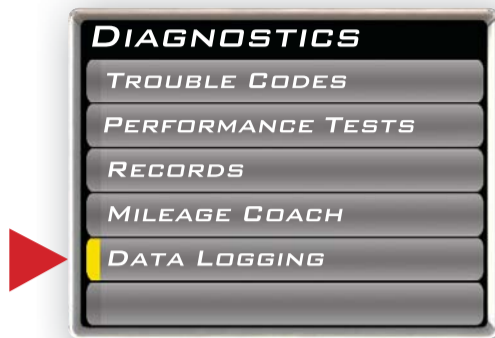 DIAGNOSTICS
TROUBLE CODES
PERFORMANCE TESTS
RECORDS
MILEAGE COACH
DATA LOGGING